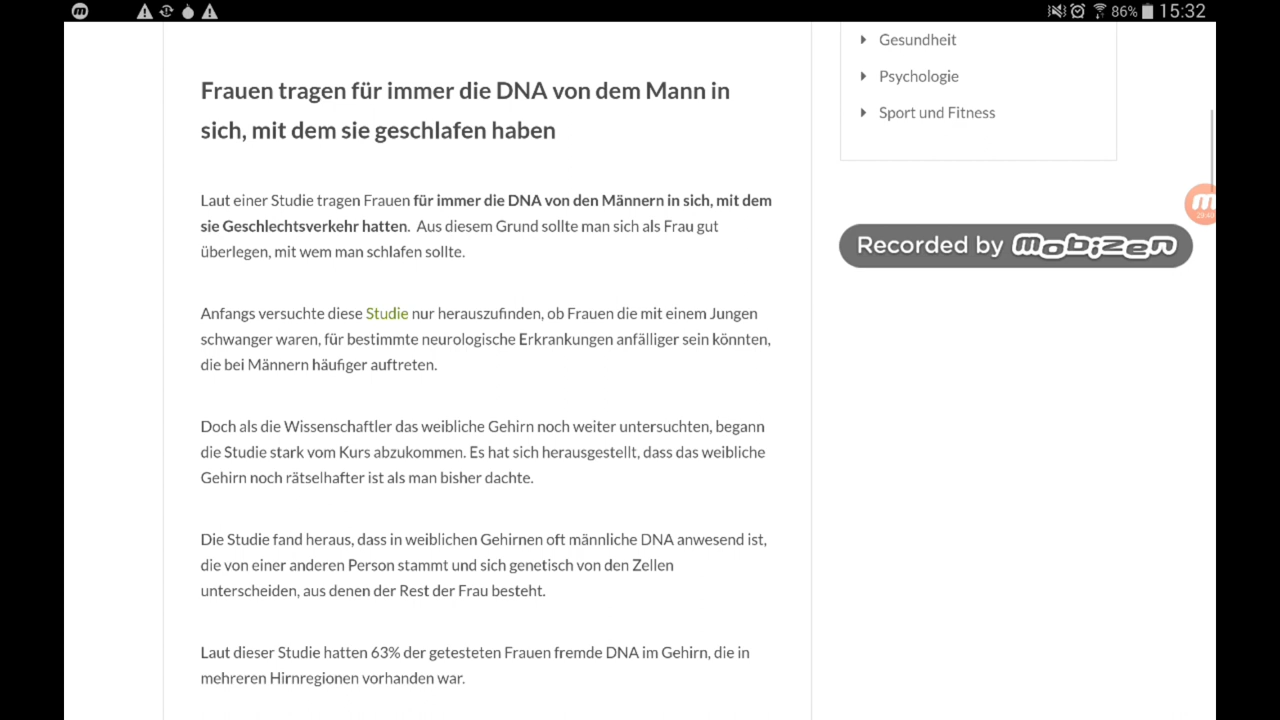 86% 15:32
Gesundheit
Psychologie
Sport und Fitness
Frauen tragen für immer die DNA von dem Mann in
sich, mit dem sie geschlafen haben
Laut einer Studie tragen Frauen für immer die DNA von den Männern in sich, mit dem
sie Geschlechtsverkehr hatten. Aus diesem Grund sollte man sich als Frau gut
überlegen, mit wem man schlafen sollte.
Recorded by mobizen
Anfangs versuchte diese Studie nur herauszufinden, ob Frauen die mit einem Jungen
schwanger waren, für bestimmte neurologische Erkrankungen anfälliger sein könnten,
die bei Männern häufiger auftreten.
Doch als die Wissenschaftler das weibliche Gehirn noch weiter untersuchten, begann
die Studie stark vom Kurs abzukommen. Es hat sich herausgestellt, dass das weibliche
Gehirn noch rätselhafter ist als man bisher dachte.
Die Studie fand heraus, dass in weiblichen Gehirnen oft männliche DNA anwesend ist,
die von einer anderen Person stammt und sich genetisch von den Zellen
unterscheiden, aus denen der Rest der Frau besteht.
Laut dieser Studie hatten 63% der getesteten Frauen fremde DNA im Gehirn, die in
mehreren Hirnregionen vorhanden war.